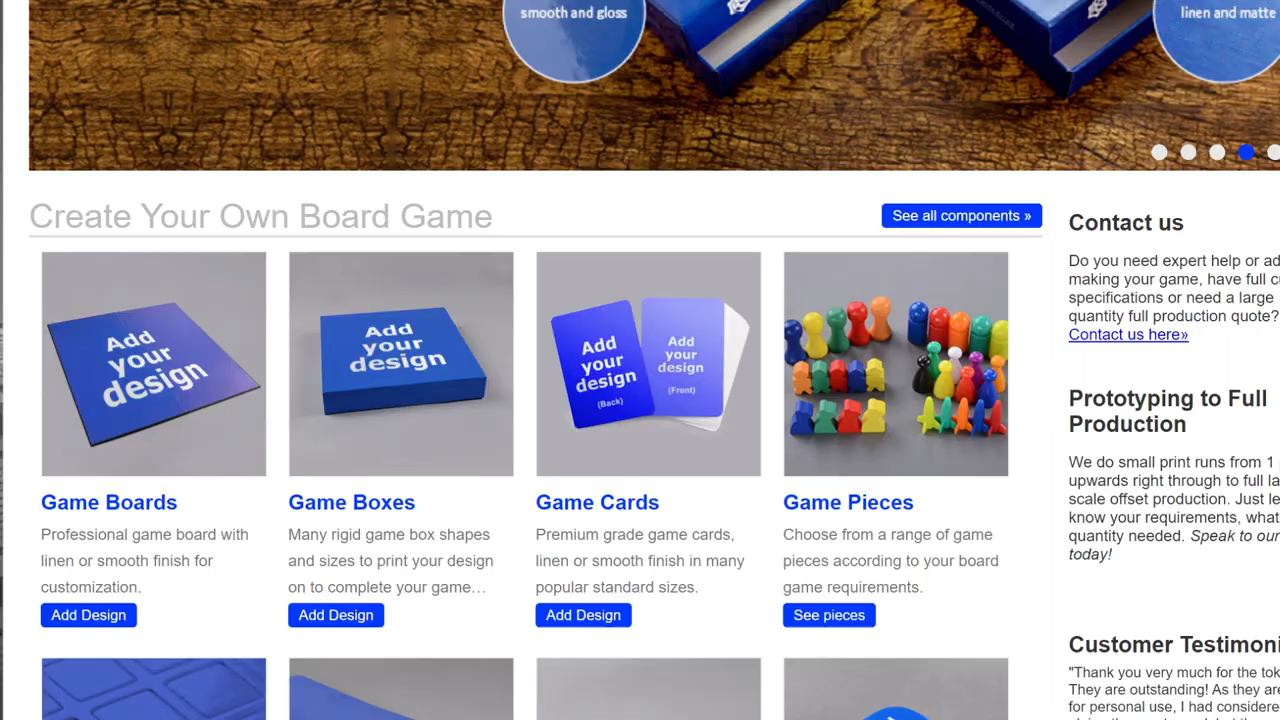 smooth and gloss
linen and matte
Create Your Own Board Game
See all components »
Add
your
design
Add
your
design
Add
your
design
(Back)
Add
your
design
(Front)
Game Boards
Professional game board with
linen or smooth finish for
customization.
Add Design
Game Boxes
Many rigid game box shapes
and sizes to print your design
on to complete your game…
Add Design
Game Cards
Premium grade game cards,
linen or smooth finish in many
popular standard sizes.
Add Design
Game Pieces
Choose from a range of game
pieces according to your board
game requirements.
See pieces
Contact us
Do you need expert help or ad
making your game, have full c
specifications or need a large
quantity full production quote?
Contact us here»
Prototyping to Full
Production
We do small print runs from 1
upwards right through to full la
scale offset production. Just le
know your requirements, what
quantity needed. Speak to our
today!
Customer Testimoni
"Thank you very much for the tok
They are outstanding! As they are
for personal use, I had considere